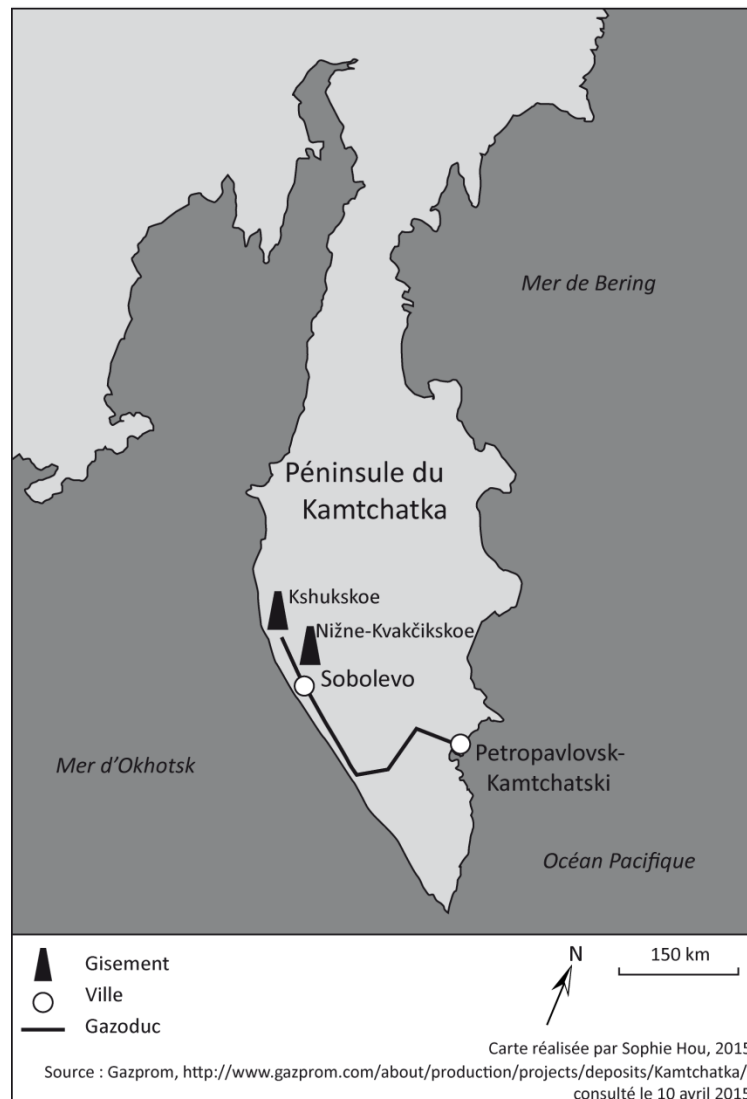 Mer de Bering
Péninsule du
Kamtchatka
Kshukskoe
Nižne-Kvakčikskoe
Sobolevo
Mer d'Okhotsk
Petropavlovsk-
Kamtchatski
Océan Pacifique
Gisement
Ville
Gazoduc
N
150 km
Carte réalisée par Sophie Hou, 2015
Source : Gazprom, http://www.gazprom.com/about/production/projects/deposits/Kamtchatka/
consulté le 10 avril 2015